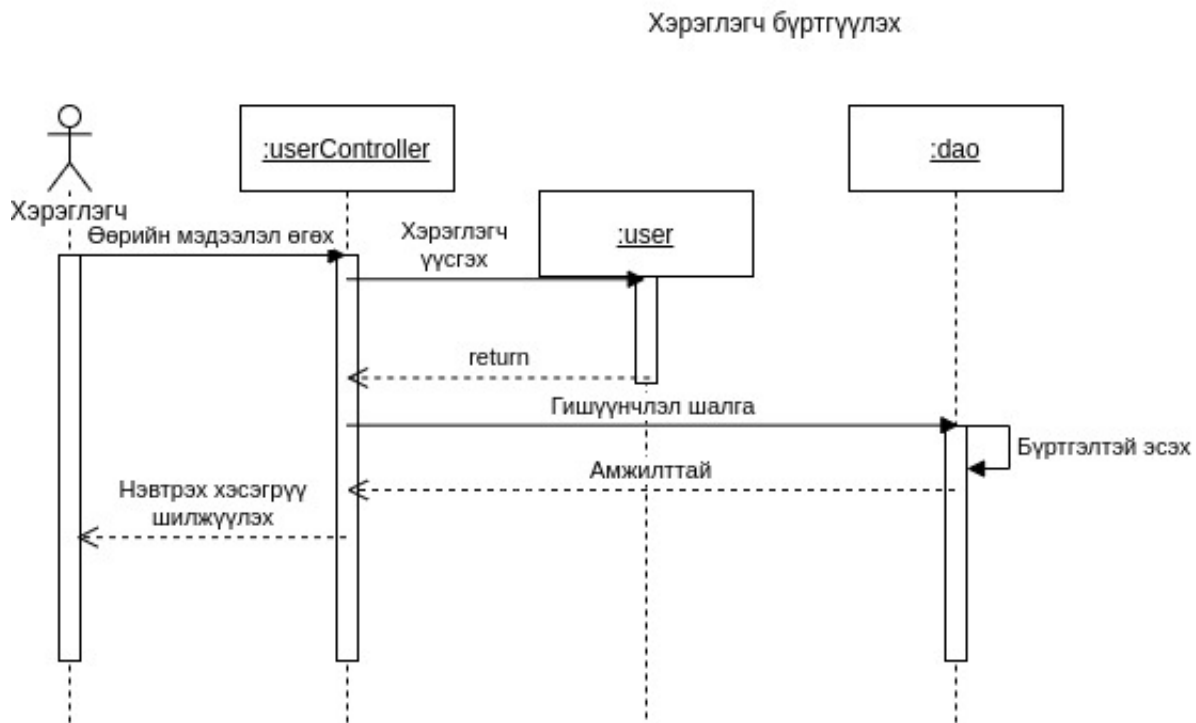 Хэрэглэгч бүртгүүлэх
:userController
:dao
Хэрэглэгч
:user
Өөрийн мэдээлэл өгөх
Хэрэглэгч
үүсгэх
return
Гишүүнчлэл шалга
Бүртгэлтэй эсэх
Амжилттай
Нэвтрэх хэсэгрүү
шилжүүлэх